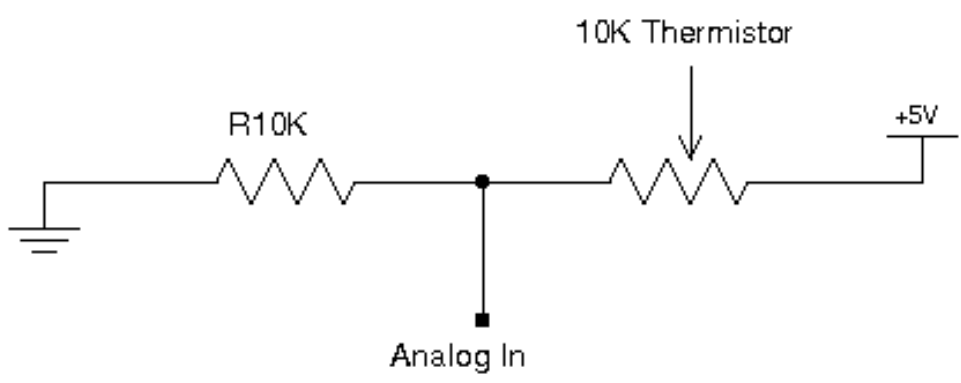 10K Thermistor
R10K
+5V
Analog In